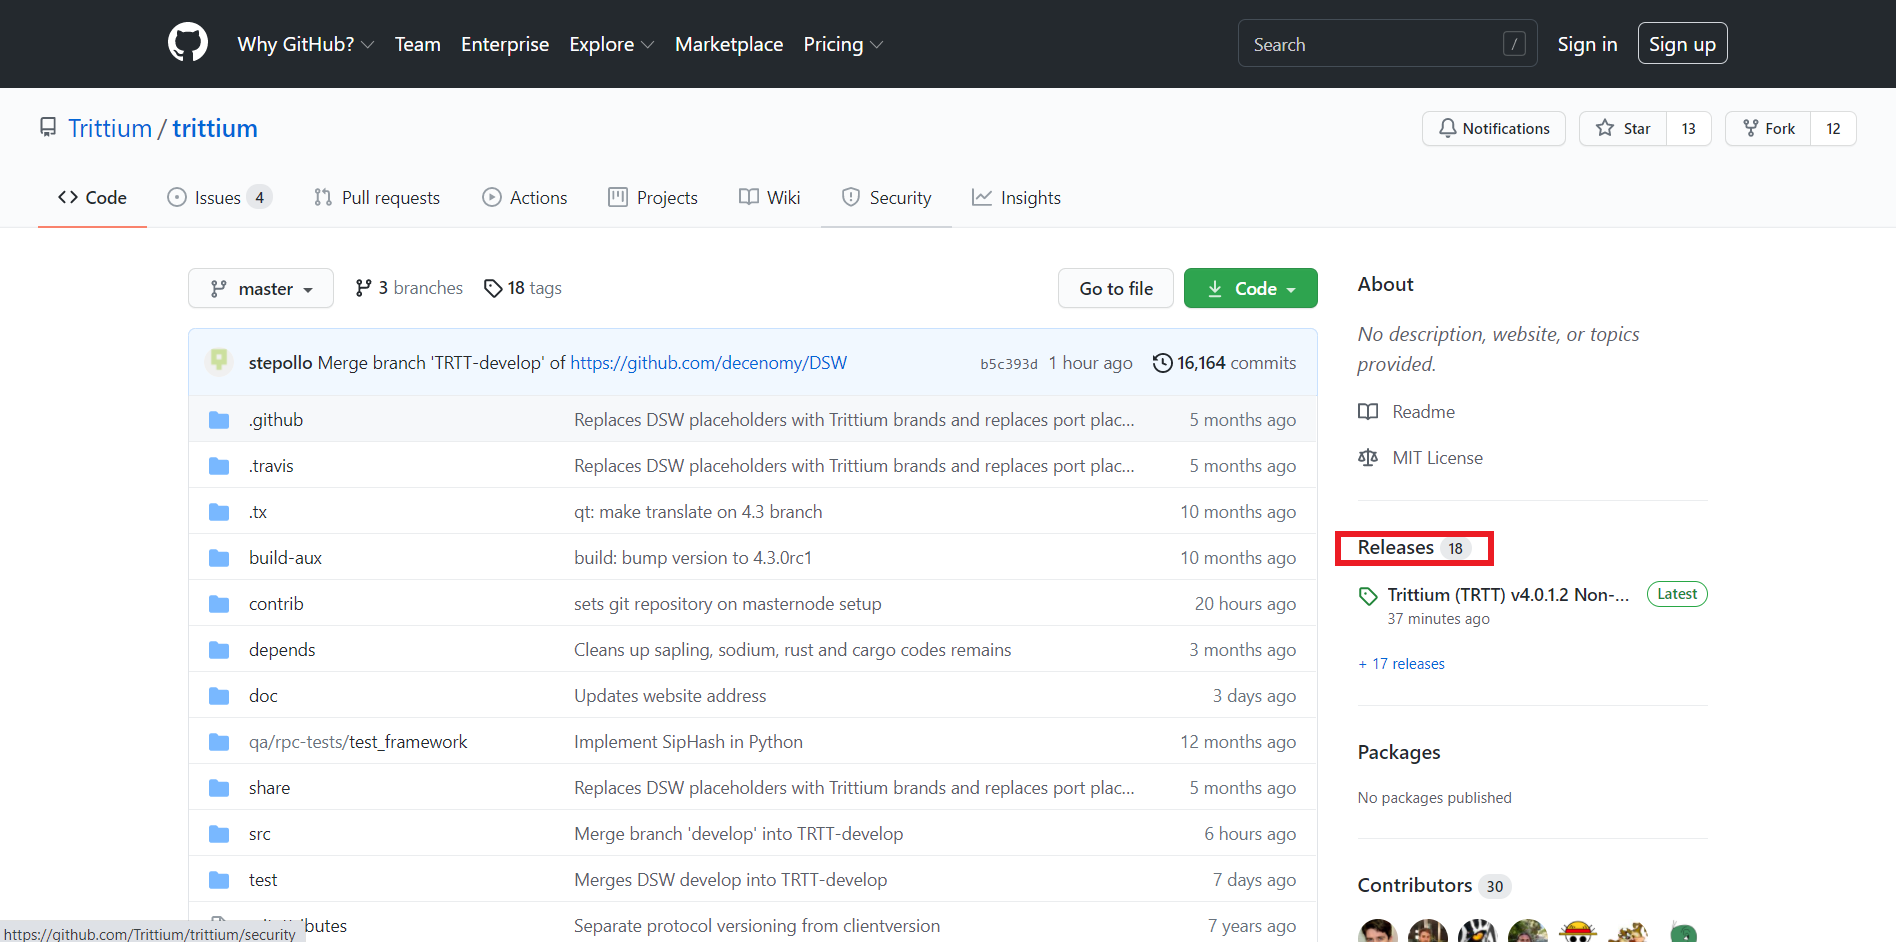 Why GitHub? Team Enterprise Explore Marketplace Pricing Search / Sign in Sign up
Trittium / trittium Notifications Star 13 Fork 12
Code Issues 4 Pull requests Actions Projects Wiki Security Insights
master 3 branches 18 tags Go to file Code
stepollo Merge branch 'TRTT-develop' of https://github.com/decenomy/DSW b5c393d 1 hour ago 16,164 commits
.github Replaces DSW placeholders with Trittium brands and replaces port plac... 5 months ago
.travis Replaces DSW placeholders with Trittium brands and replaces port plac... 5 months ago
.tx qt: make translate on 4.3 branch 10 months ago
build-aux build: bump version to 4.3.0rc1 10 months ago
contrib sets git repository on masternode setup 20 hours ago
depends Cleans up sapling, sodium, rust and cargo codes remains 3 months ago
doc Updates website address 3 days ago
qa/rpc-tests/test_framework Implement SipHash in Python 12 months ago
share Replaces DSW placeholders with Trittium brands and replaces port plac... 5 months ago
src Merge branch 'develop' into TRTT-develop 6 hours ago
test Merges DSW develop into TRTT-develop 7 days ago
Separate protocol versioning from clientversion 7 years ago
https://github.com/Trittium/trittium/security
About
No description, website, or topics
provided.
Readme
MIT License
Releases 18
Trittium (TRTT) v4.0.1.2 Non-... Latest
37 minutes ago
+ 17 releases
Packages
No packages published
Contributors 30